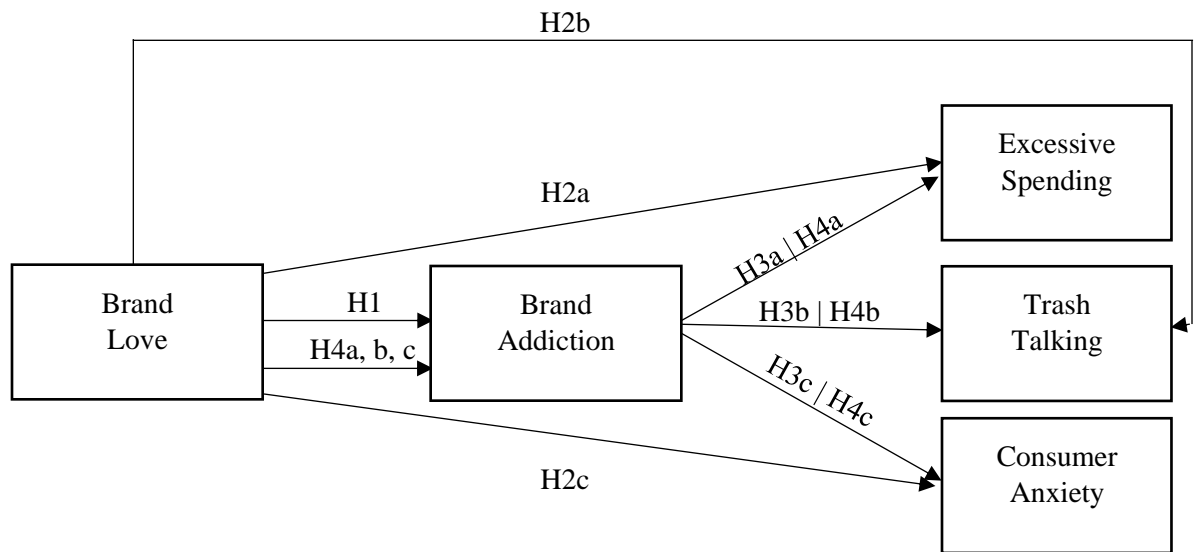 H2b
Excessive
Spending
H2a
H3a | H4a
Brand
Love
H1
H4a, b, c
Brand
Addiction
H3b | H4b
Trash
Talking
H3c | H4c
H2c
Consumer
Anxiety